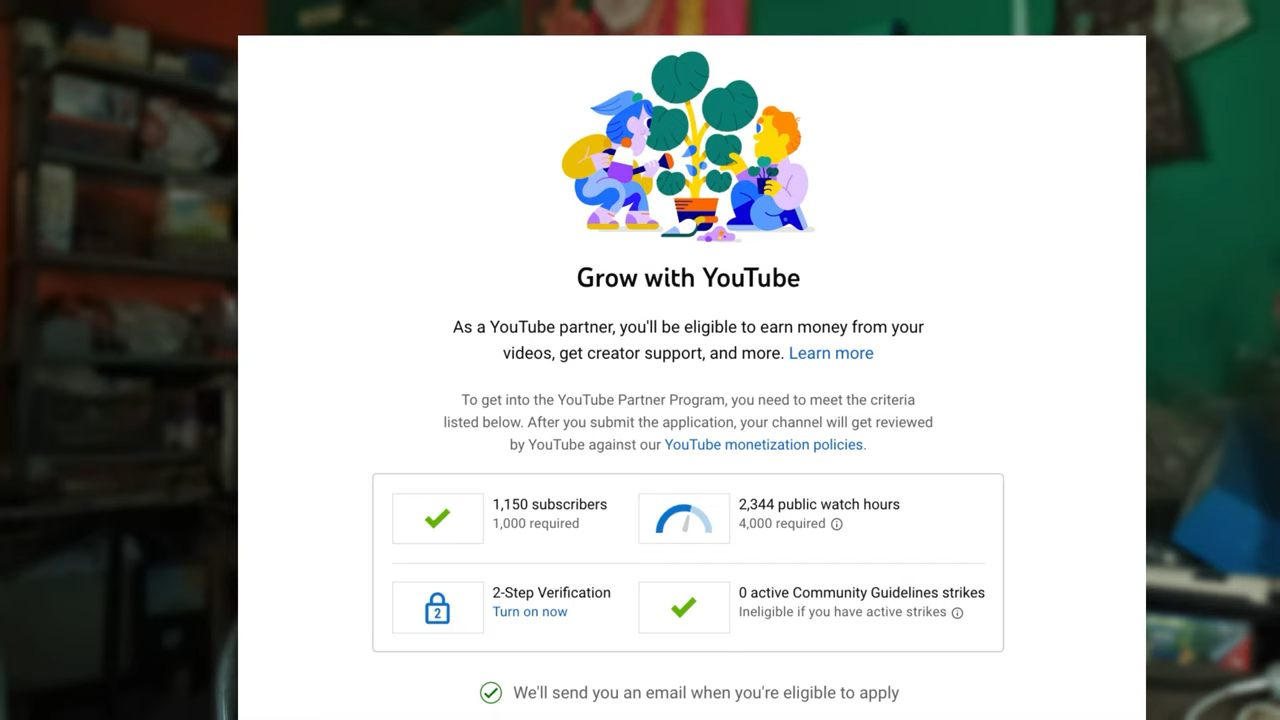 Grow with YouTube
As a YouTube partner, you'll be eligible to earn money from your
videos, get creator support, and more. Learn more
To get into the YouTube Partner Program, you need to meet the criteria
listed below. After you submit the application, your channel will get reviewed
by YouTube against our YouTube monetization policies.
1,150 subscribers
1,000 required
2,344 public watch hours
4,000 required
2
2-Step Verification
Turn on now
0 active Community Guidelines strikes
Ineligible if you have active strikes
We'll send you an email when you're eligible to apply